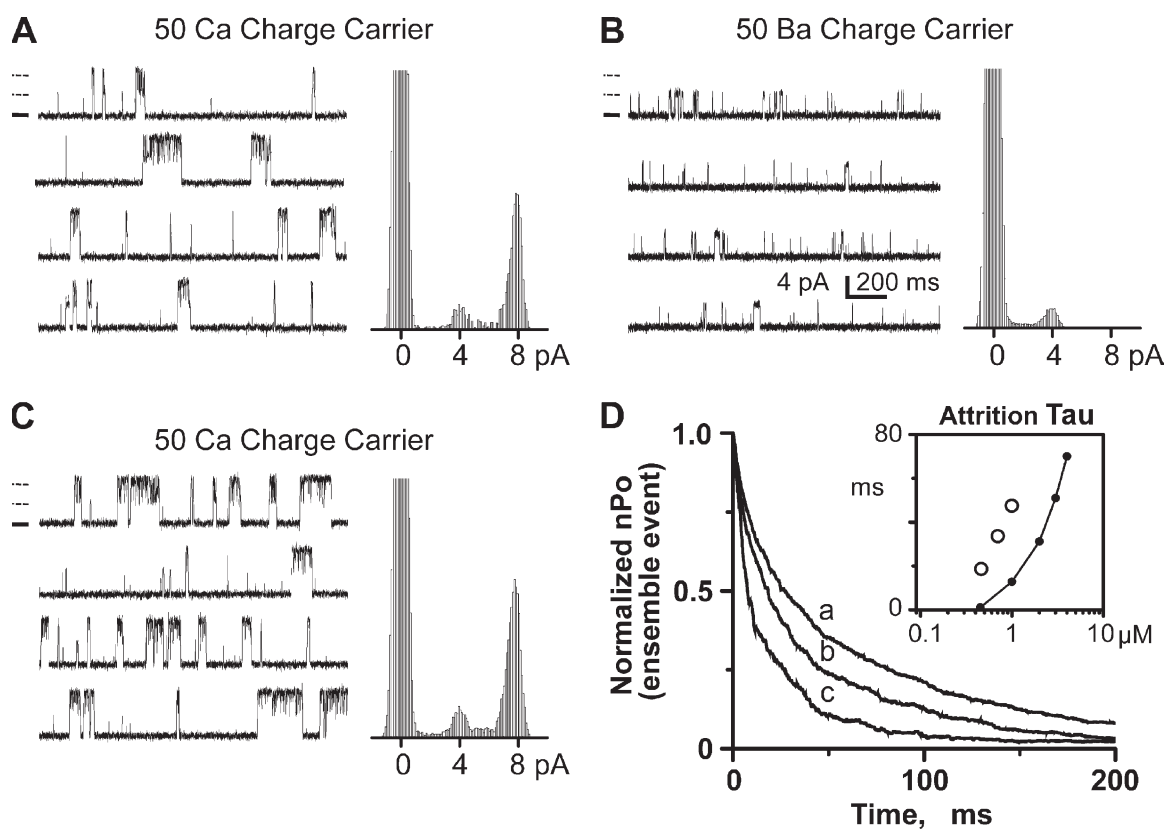 A
50 Ca Charge Carrier
0 4 8 pA
B
50 Ba Charge Carrier
4 pA 200 ms
0 4 8 pA
C
50 Ca Charge Carrier
0 4 8 pA
D
Attrition Tau
80
ms
0
0.1 1 10 µM
Normalized nPo
(ensemble event)
1.0
0.5
0
a
b
c
0 100 200
Time, ms